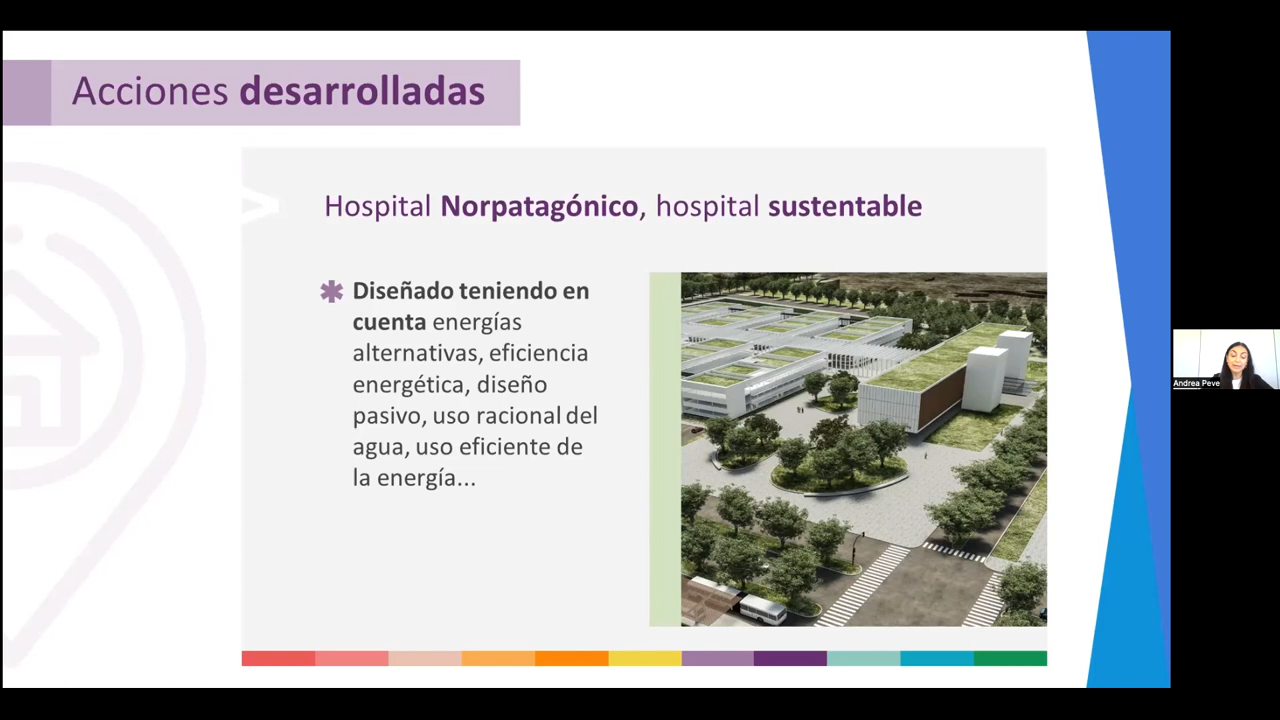 Acciones desarrolladas
Hospital Norpatagónico, hospital sustentable
Diseñado teniendo en
cuenta energías
alternativas, eficiencia
energética, diseño
pasivo, uso racional del
agua, uso eficiente de
la energía...
Andrea Peve